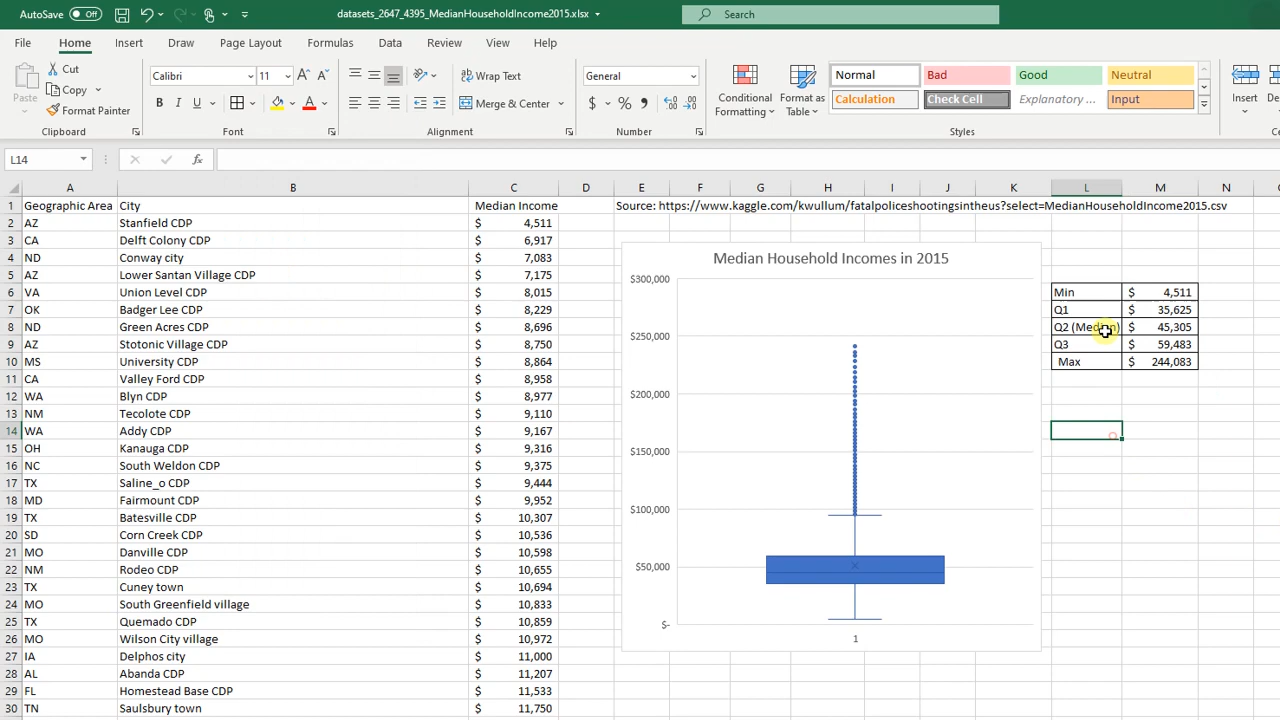 AutoSave Off datasets_2647_4395_MedianHouseholdIncome2015.xlsx Search
File Home Insert Draw Page Layout Formulas Data Review View Help
Paste Cut Copy Format Painter
Calibri 11 B I U A
Wrap Text Merge & Center
General $ % 9
Conditional Formatting Format as Table
Normal Bad Good Neutral
Calculation Check Cell Explanatory ... Input
Insert
Clipboard Font Alignment Number Styles
L14 fx
A B C D E F G H I J K L M N O
1 Geographic Area City Median Income Source: https://www.kaggle.com/kwullum/fatalpoliceshootingsintheus?select=MedianHouseholdIncome2015.csv
2 AZ Stanfield CDP $ 4,511
3 CA Delft Colony CDP $ 6,917
4 ND Conway city $ 7,083
5 AZ Lower Santan Village CDP $ 7,175
6 VA Union Level CDP $ 8,015
7 OK Badger Lee CDP $ 8,229
8 ND Green Acres CDP $ 8,696
9 AZ Stotonic Village CDP $ 8,750
10 MS University CDP $ 8,864
11 CA Valley Ford CDP $ 8,958
12 WA Blyn CDP $ 8,977
13 NM Tecolote CDP $ 9,110
14 WA Addy CDP $ 9,167
15 OH Kanauga CDP $ 9,316
16 NC South Weldon CDP $ 9,375
17 TX Saline_o CDP $ 9,444
18 MD Fairmount CDP $ 9,952
19 TX Batesville CDP $ 10,307
20 SD Corn Creek CDP $ 10,536
21 MO Danville CDP $ 10,598
22 NM Rodeo CDP $ 10,655
23 TX Cuney town $ 10,694
24 MO South Greenfield village $ 10,833
25 TX Quemado CDP $ 10,859
26 MO Wilson City village $ 10,972
27 IA Delphos city $ 11,000
28 AL Abanda CDP $ 11,207
29 FL Homestead Base CDP $ 11,533
30 TN Saulsbury town $ 11,750
Median Household Incomes in 2015
$300,000
$250,000
$200,000
$150,000
$100,000
$50,000
$-
1
Min $ 4,511
Q1 $ 35,625
Q2 (Median) $ 45,305
Q3 $ 59,483
Max $ 244,083